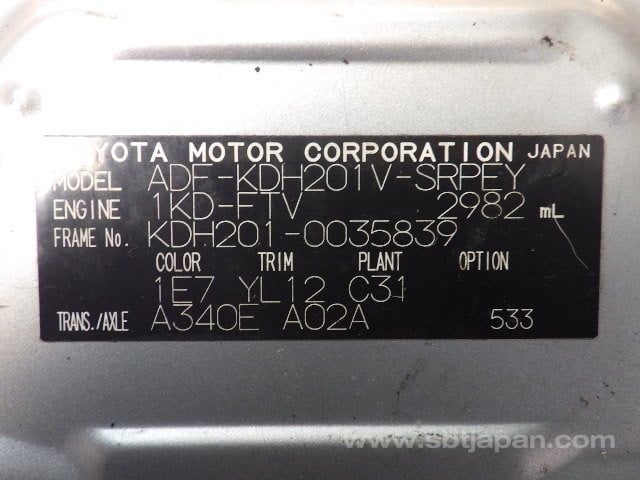 TOYOTA MOTOR CORPORATION JAPAN
MODEL ADF-KDH201V-SRPEY
ENGINE 1KD-FTV 2982 mL
FRAME No. KDH201-0035839
COLOR TRIM PLANT OPTION
1E7 YL12 C31
TRANS./AXLE A340E A02A 533
www.sbtjapan.com